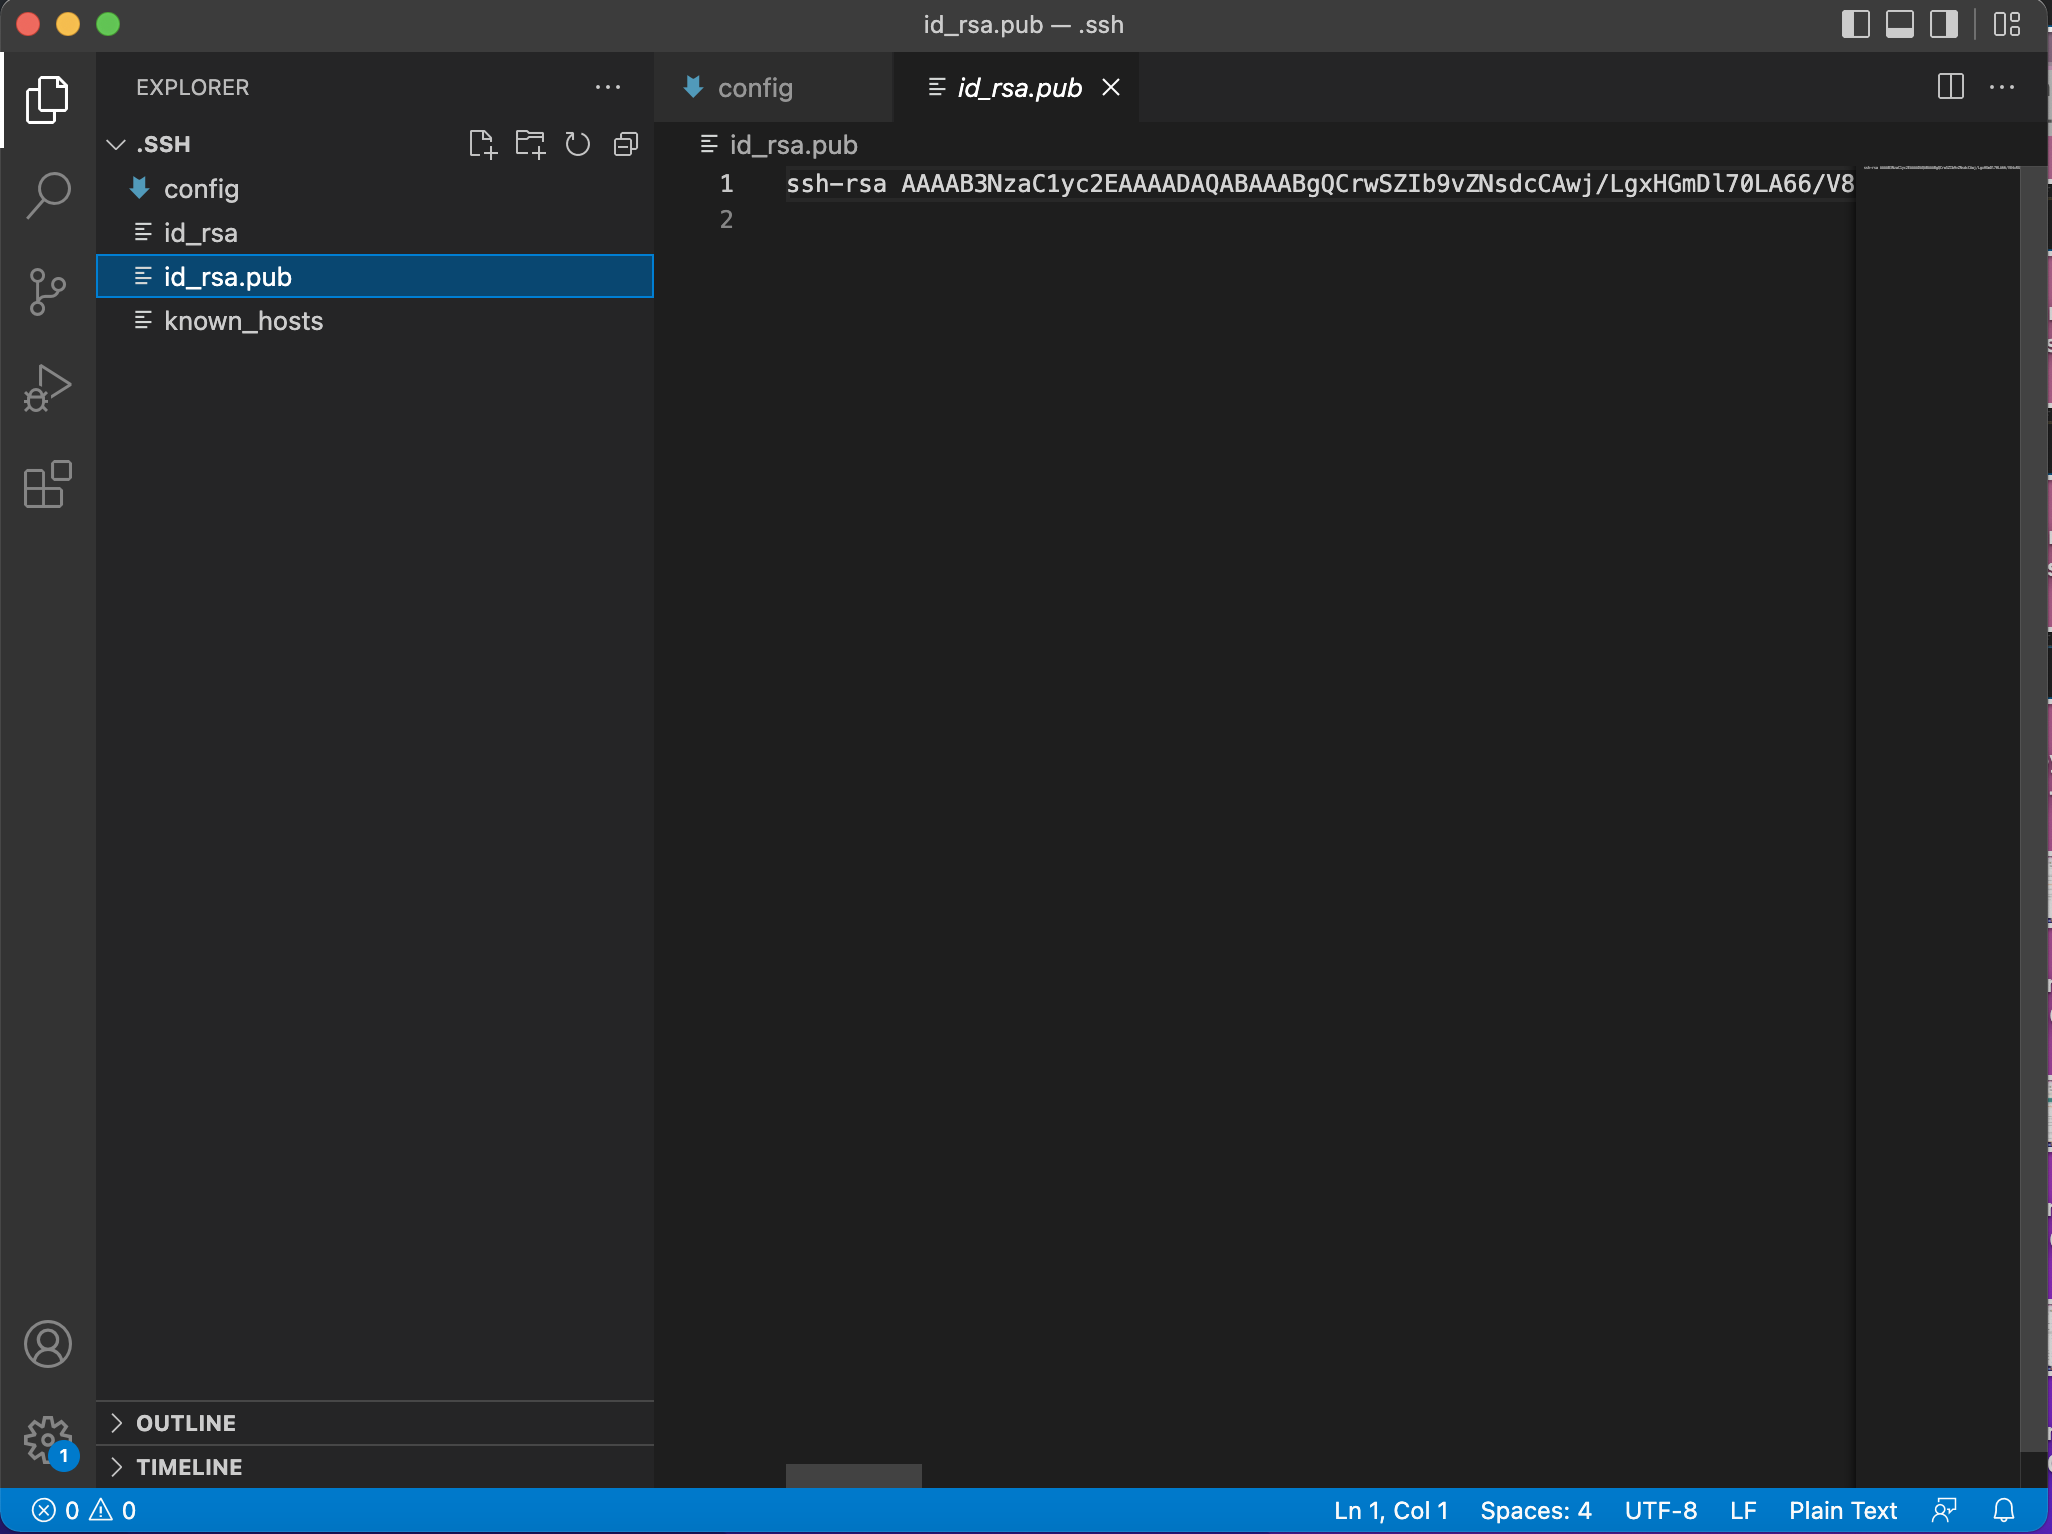 id_rsa.pub — .ssh
EXPLORER
.SSH
config
id_rsa
id_rsa.pub
known_hosts
OUTLINE
TIMELINE
config
id_rsa.pub
id_rsa.pub
1 ssh-rsa AAAAB3NzaC1yc2EAAAADAQABAAABgQCrwSZIb9vZNsdcCAwj/LgxHGmDl70LA66/V8
2
1
0 0
Ln 1, Col 1 Spaces: 4 UTF-8 LF Plain Text